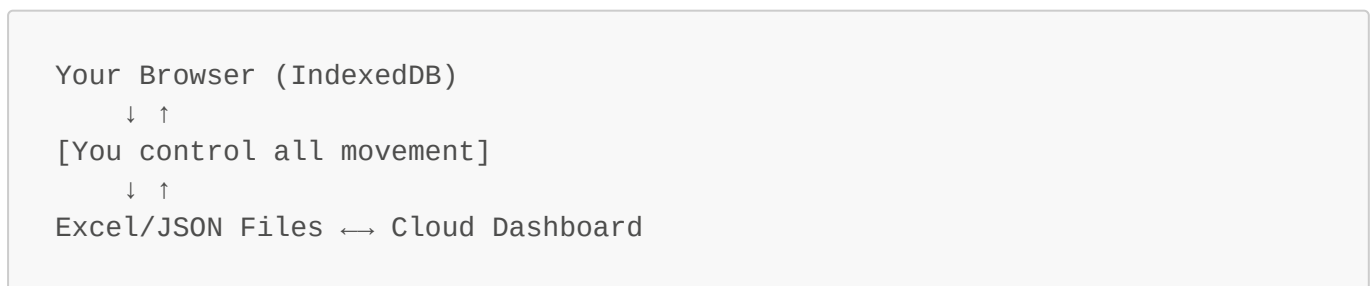 Your Browser (IndexedDB)
↓ ↑
[You control all movement]
↓ ↑
Excel/JSON Files ←→ Cloud Dashboard